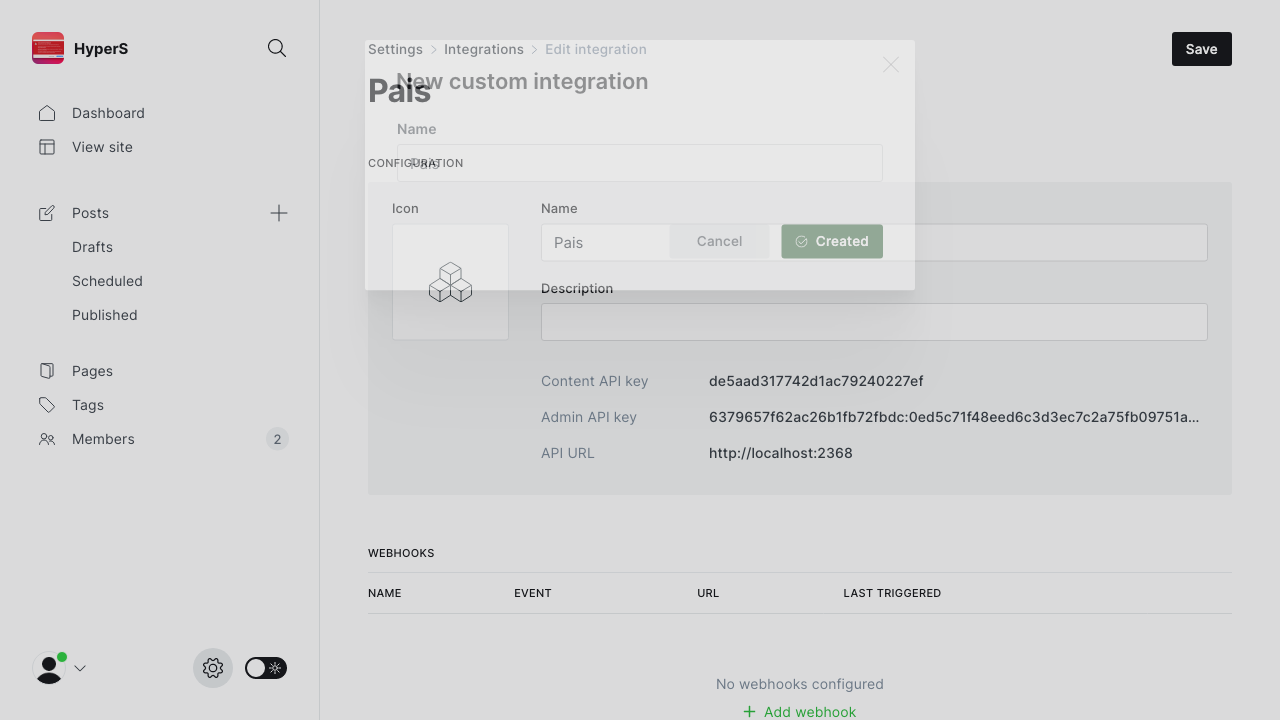 HyperS
Dashboard
View site
Posts
Drafts
Scheduled
Published
Pages
Tags
Members 2
Settings > Integrations > Edit integration
Save
New custom integration
Pais
Name
Pais
CONFIGURATION
Icon
Name
Pais
Cancel
Created
Description
Content API key de5aad317742d1ac79240227ef
Admin API key 6379657f62ac26b1fb72fbdc:0ed5c71f48eed6c3d3ec7c2a75fb09751a...
API URL http://localhost:2368
WEBHOOKS
NAME EVENT URL LAST TRIGGERED
No webhooks configured
+ Add webhook